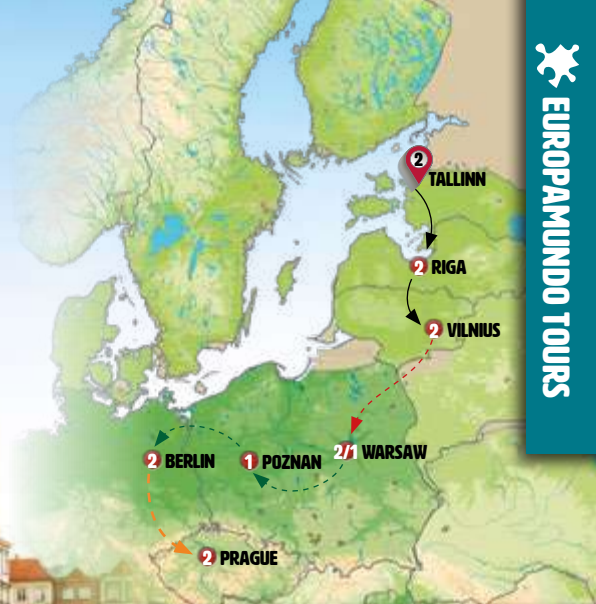 EUROPAMUNDO TOURS
2
TALLINN
2 RIGA
2 VILNIUS
2/1 WARSAW
1 POZNAN
2 BERLIN
2 PRAGUE